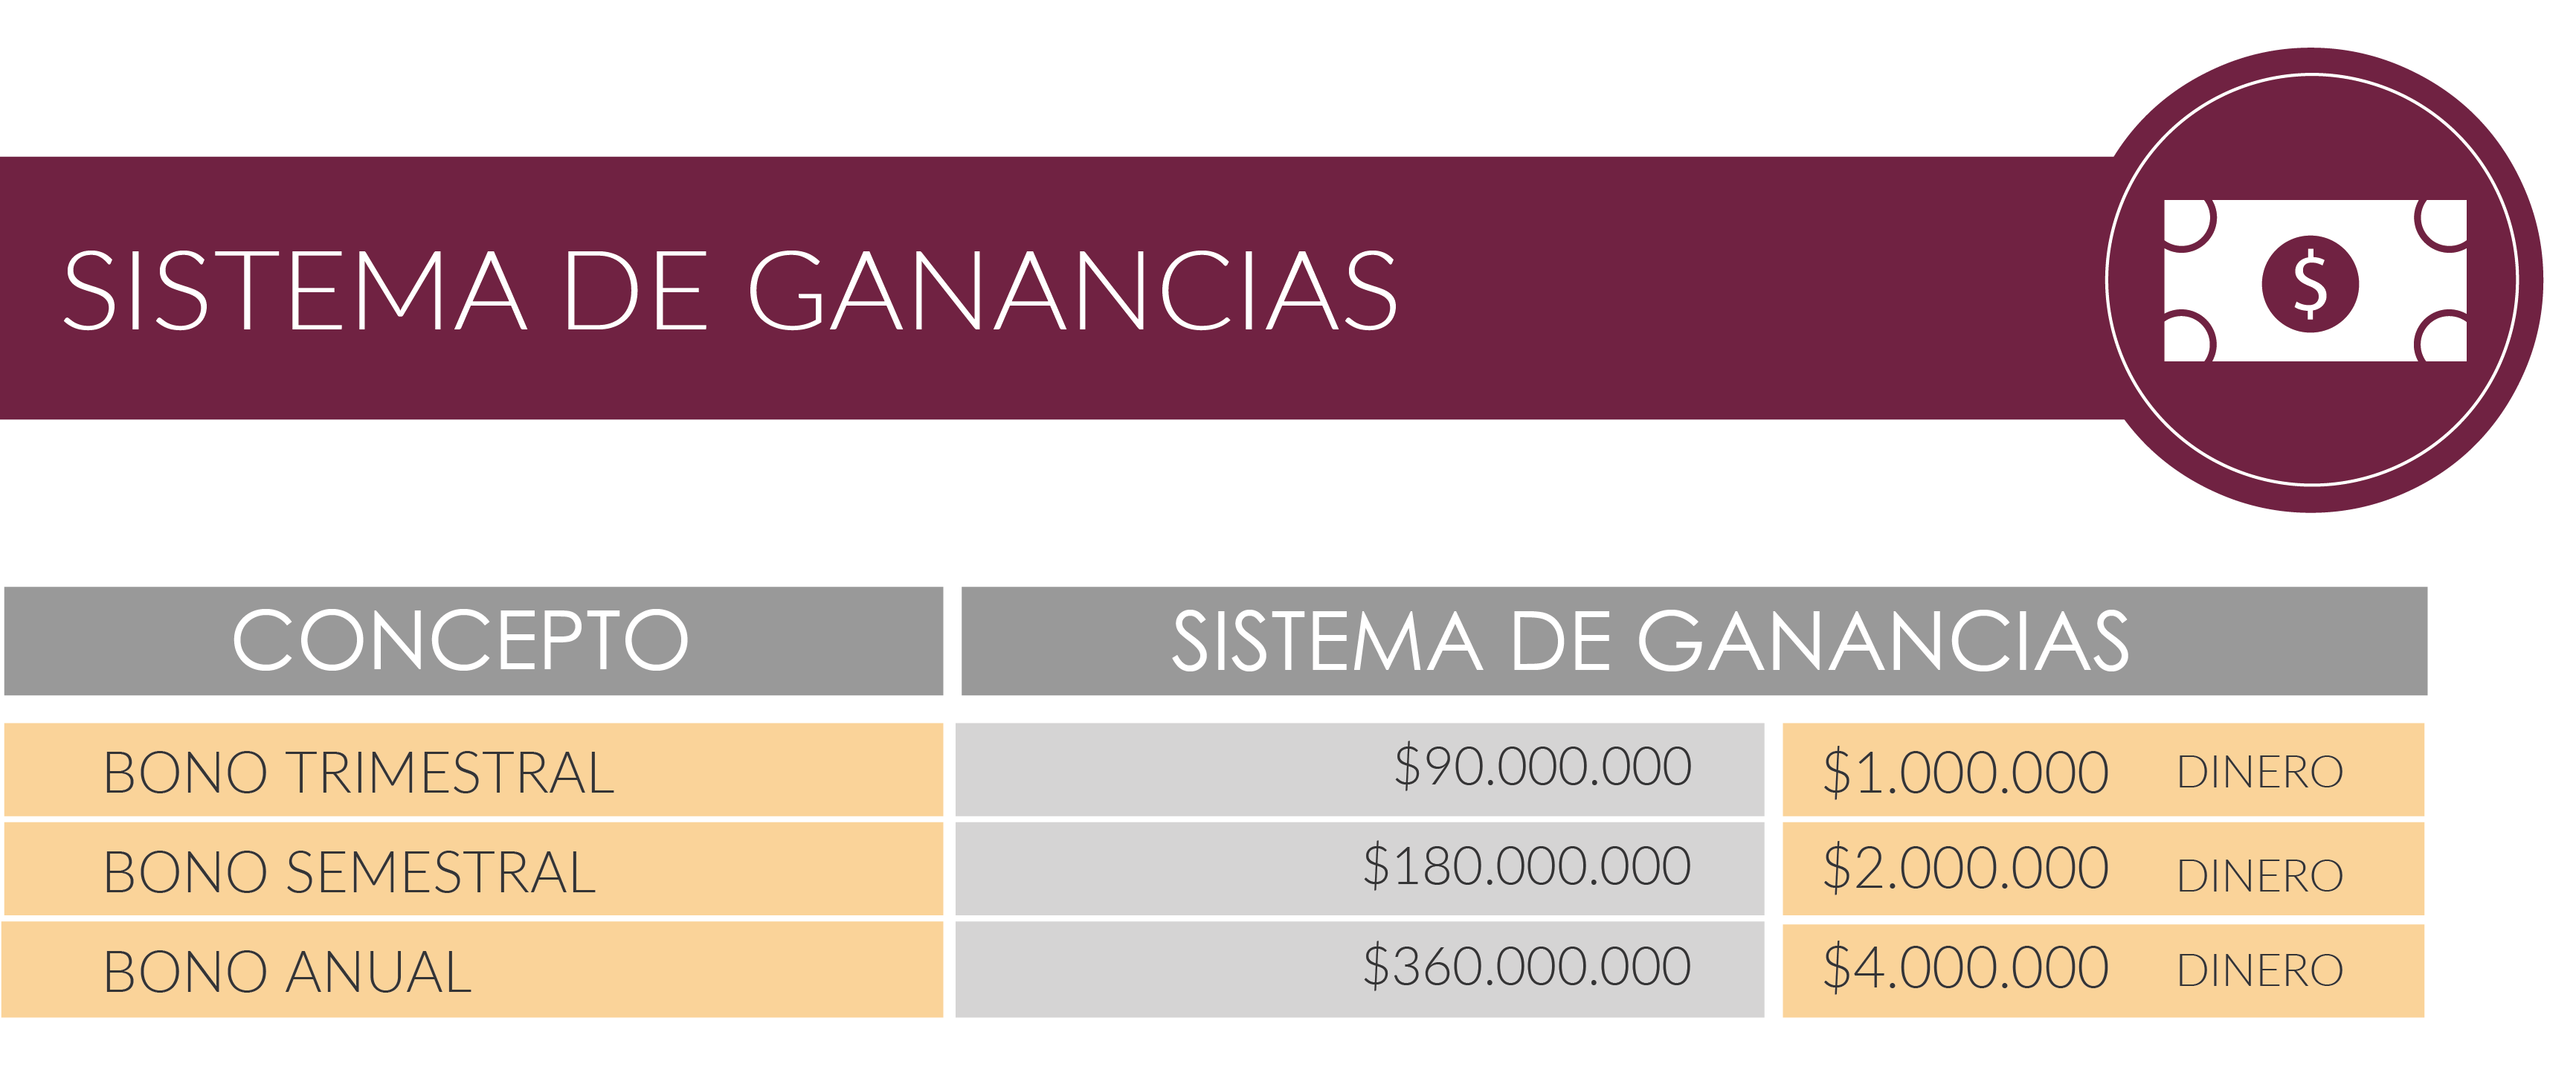 SISTEMA DE GANANCIAS
$
CONCEPTO SISTEMA DE GANANCIAS
BONO TRIMESTRAL $90.000.000 $1.000.000 DINERO
BONO SEMESTRAL $180.000.000 $2.000.000 DINERO
BONO ANUAL $360.000.000 $4.000.000 DINERO